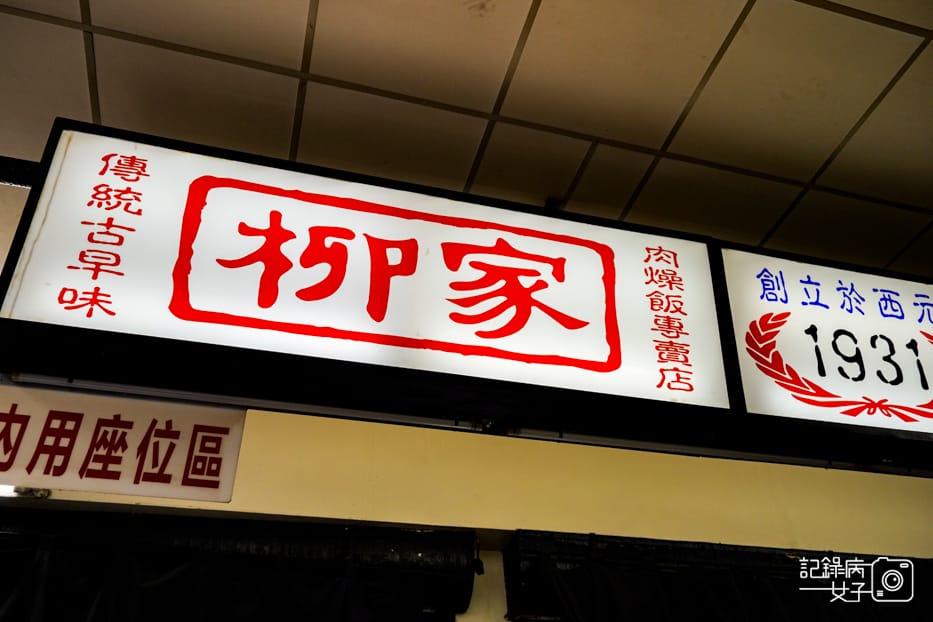 傳統古早味
柳家
肉燥飯專賣店
創立於西元
1931
內用座位區
記錄病
女子